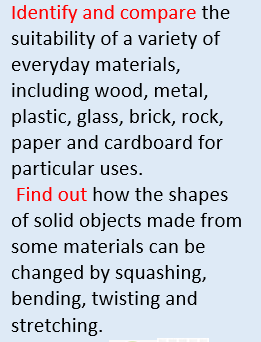 Identify and compare the
suitability of a variety of
everyday materials,
including wood, metal,
plastic, glass, brick, rock,
paper and cardboard for
particular uses.
Find out how the shapes
of solid objects made from
some materials can be
changed by squashing,
bending, twisting and
stretching.